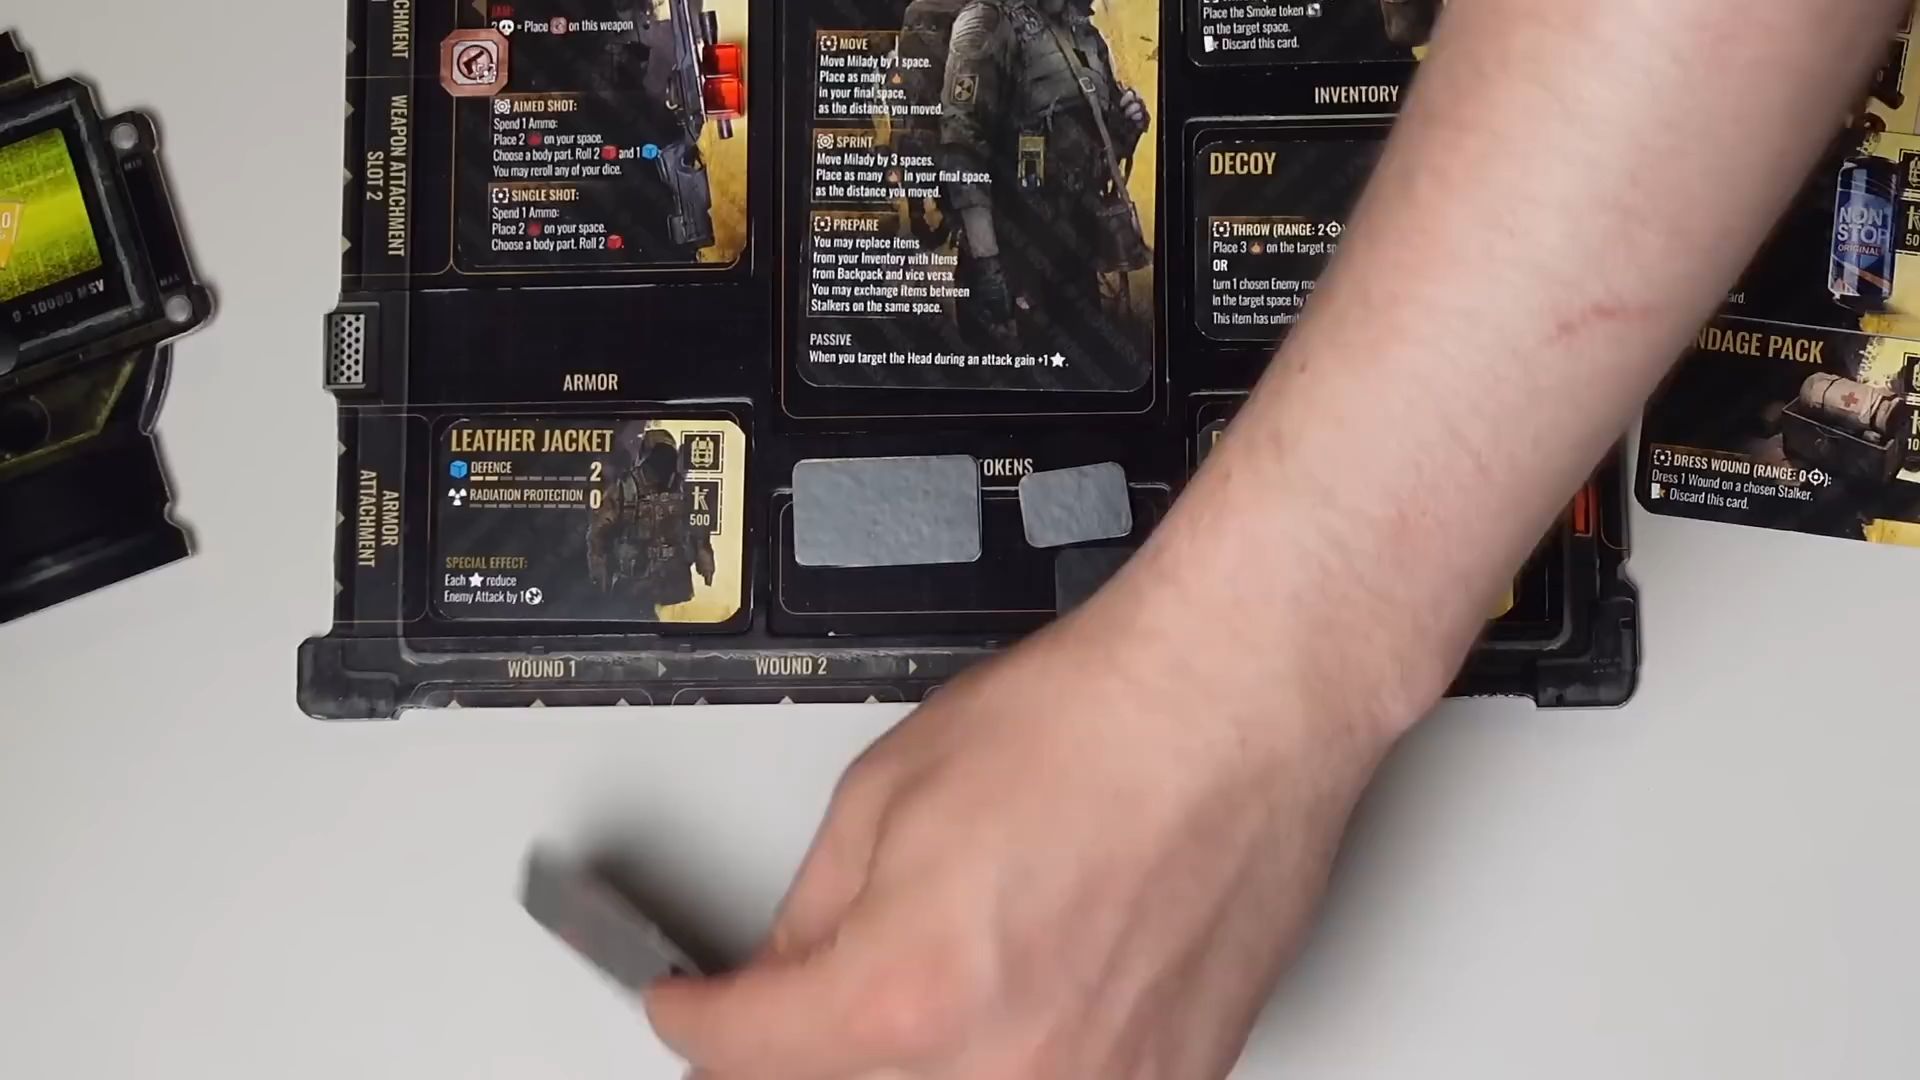 JAM:
2 = Place on this weapon
AIMED SHOT:
Spend 1 Ammo:
Place 2 on your space.
Choose a body part. Roll 2 and 1
You may reroll any of your dice.
SINGLE SHOT:
Spend 1 Ammo:
Place 2 on your space.
Choose a body part. Roll 2
WEAPON ATTACHMENT
SLOT 2
0 -10000 MSV
MOVE
Move Milady by 1 space.
Place as many
in your final space,
as the distance you moved.
SPRINT
Move Milady by 3 spaces.
Place as many in your final space,
as the distance you moved.
PREPARE
You may replace items
from your Inventory with Items
from Backpack and vice versa.
You may exchange items between
Stalkers on the same space.
PASSIVE
When you target the Head during an attack gain +1
Place the Smoke token
on the target space.
Discard this card.
INVENTORY
DECOY
THROW (RANGE: 2
Place 3 on the target
OR
turn 1 chosen Enemy
in the target space by
This item has
NON
STOP
ORIGINAL
PACK
DRESS WOUND (RANGE: 0):
Dress 1 Wound on a chosen Stalker.
Discard this card.
ARMOR
ARMOR
ATTACHMENT
LEATHER JACKET
DEFENCE 2
RADIATION PROTECTION 0
500
SPECIAL EFFECT:
Each reduce
Enemy Attack by 1
TOKENS
WOUND 1
WOUND 2